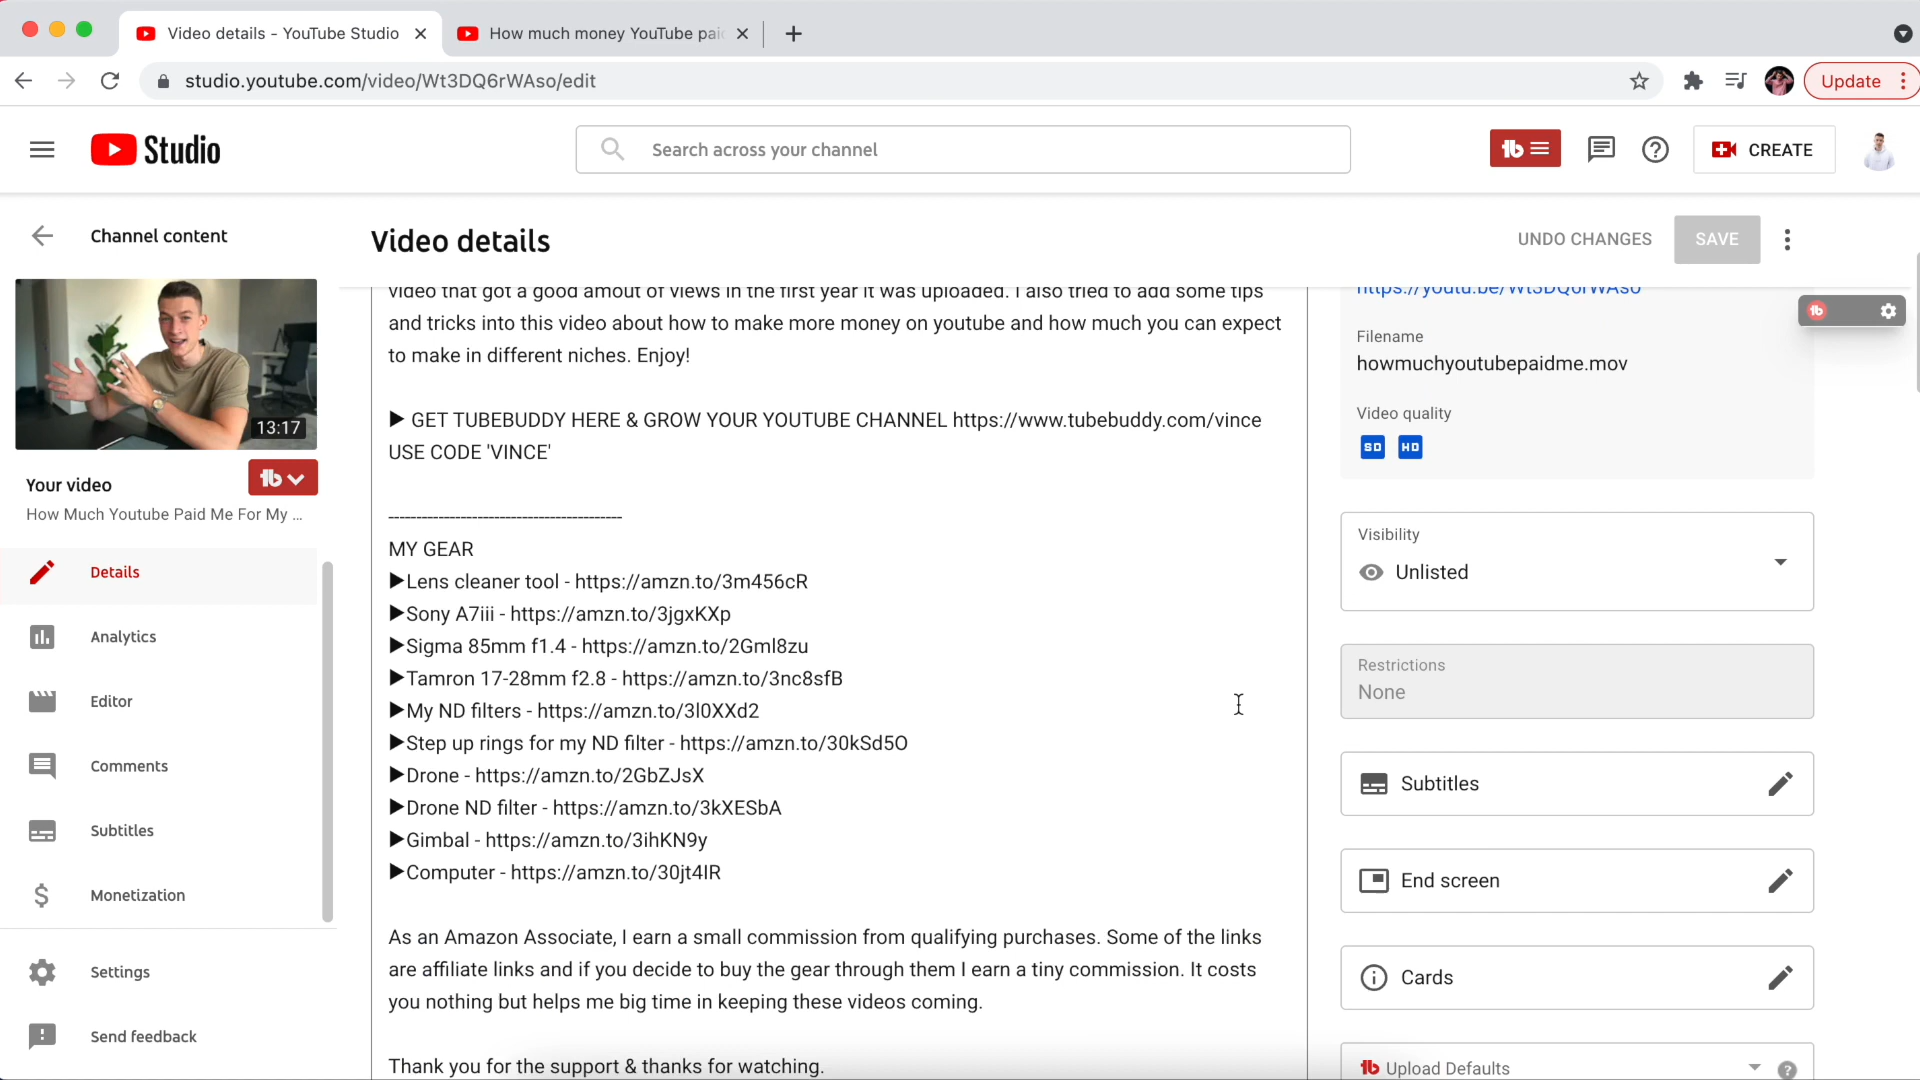 Video details - YouTube Studio
How much money YouTube pai
studio.youtube.com/video/Wt3DQ6rWAso/edit
Update
Studio
Search across your channel
CREATE
Channel content
Video details
UNDO CHANGES
SAVE
13:17
Your video
How Much Youtube Paid Me For My ...
Details
Analytics
Editor
Comments
Subtitles
Monetization
Settings
Send feedback
video that got a good amout of views in the first year it was uploaded. I also tried to add some tips
and tricks into this video about how to make more money on youtube and how much you can expect
to make in different niches. Enjoy!
▶ GET TUBEBUDDY HERE & GROW YOUR YOUTUBE CHANNEL https://www.tubebuddy.com/vince
USE CODE 'VINCE'
------------------------------------------
MY GEAR
▶Lens cleaner tool - https://amzn.to/3m456cR
▶Sony A7iii - https://amzn.to/3jgxKXp
▶Sigma 85mm f1.4 - https://amzn.to/2Gml8zu
▶Tamron 17-28mm f2.8 - https://amzn.to/3nc8sfB
▶My ND filters - https://amzn.to/3l0XXd2
▶Step up rings for my ND filter - https://amzn.to/30kSd5O
▶Drone - https://amzn.to/2GbZJsX
▶Drone ND filter - https://amzn.to/3kXESbA
▶Gimbal - https://amzn.to/3ihKN9y
▶Computer - https://amzn.to/30jt4IR
As an Amazon Associate, I earn a small commission from qualifying purchases. Some of the links
are affiliate links and if you decide to buy the gear through them I earn a tiny commission. It costs
you nothing but helps me big time in keeping these videos coming.
Thank you for the support & thanks for watching.
https://youtu.be/Wt3DQ6rWAso
Filename
howmuchyoutubepaidme.mov
Video quality
SD HD
Visibility
Unlisted
Restrictions
None
Subtitles
End screen
Cards
Upload Defaults